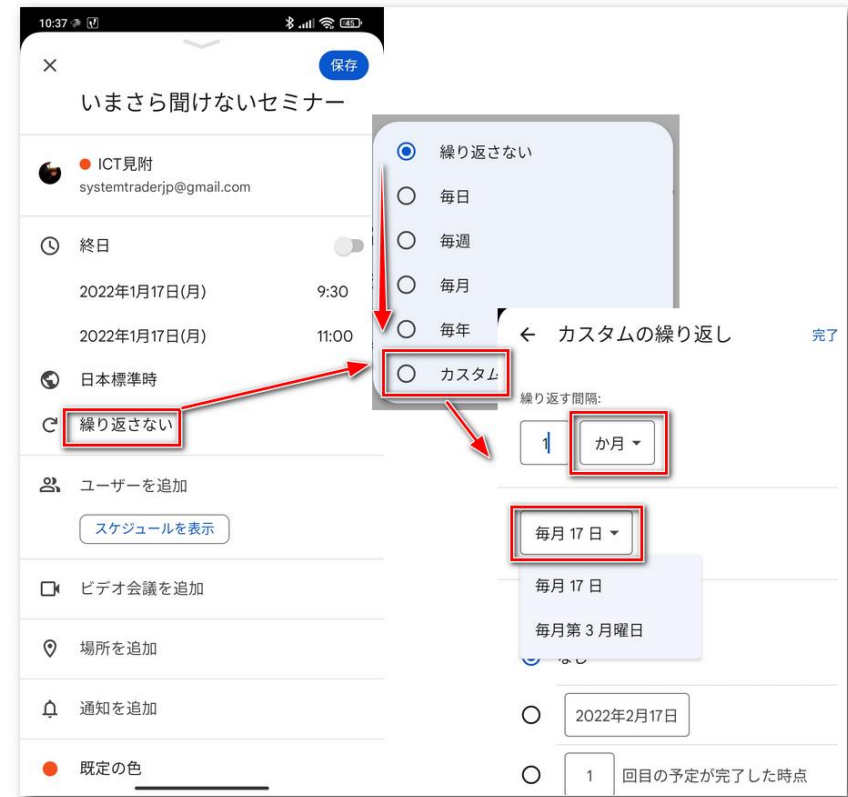 10:37
45
保存
いまさら聞けないセミナー
ICT見附
systemtraderjp@gmail.com
終日
2022年1月17日(月) 9:30
2022年1月17日(月) 11:00
日本標準時
繰り返さない
ユーザーを追加
スケジュールを表示
ビデオ会議を追加
場所を追加
通知を追加
既定の色
繰り返さない
毎日
毎週
毎月
毎年
カスタム
カスタムの繰り返し 完了
繰り返す間隔:
1 か月
毎月 17 日
毎月 17 日
毎月第 3 月曜日
なし
2022年2月17日
1 回目の予定が完了した時点